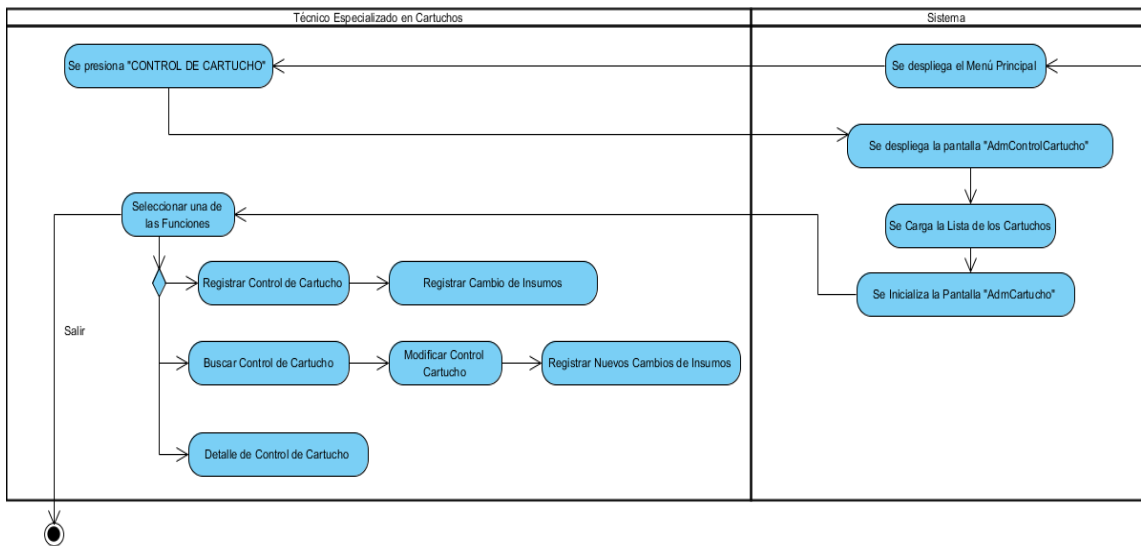 Técnico Especializado en Cartuchos
Sistema
Se presiona "CONTROL DE CARTUCHO"
Se despliega el Menú Principal
Se despliega la pantalla "AdmControlCartucho"
Seleccionar una de
las Funciones
Se Carga la Lista de los Cartuchos
Registrar Control de Cartucho
Registrar Cambio de Insumos
Se Inicializa la Pantalla "AdmCartucho"
Salir
Buscar Control de Cartucho
Modificar Control
Cartucho
Registrar Nuevos Cambios de Insumos
Detalle de Control de Cartucho